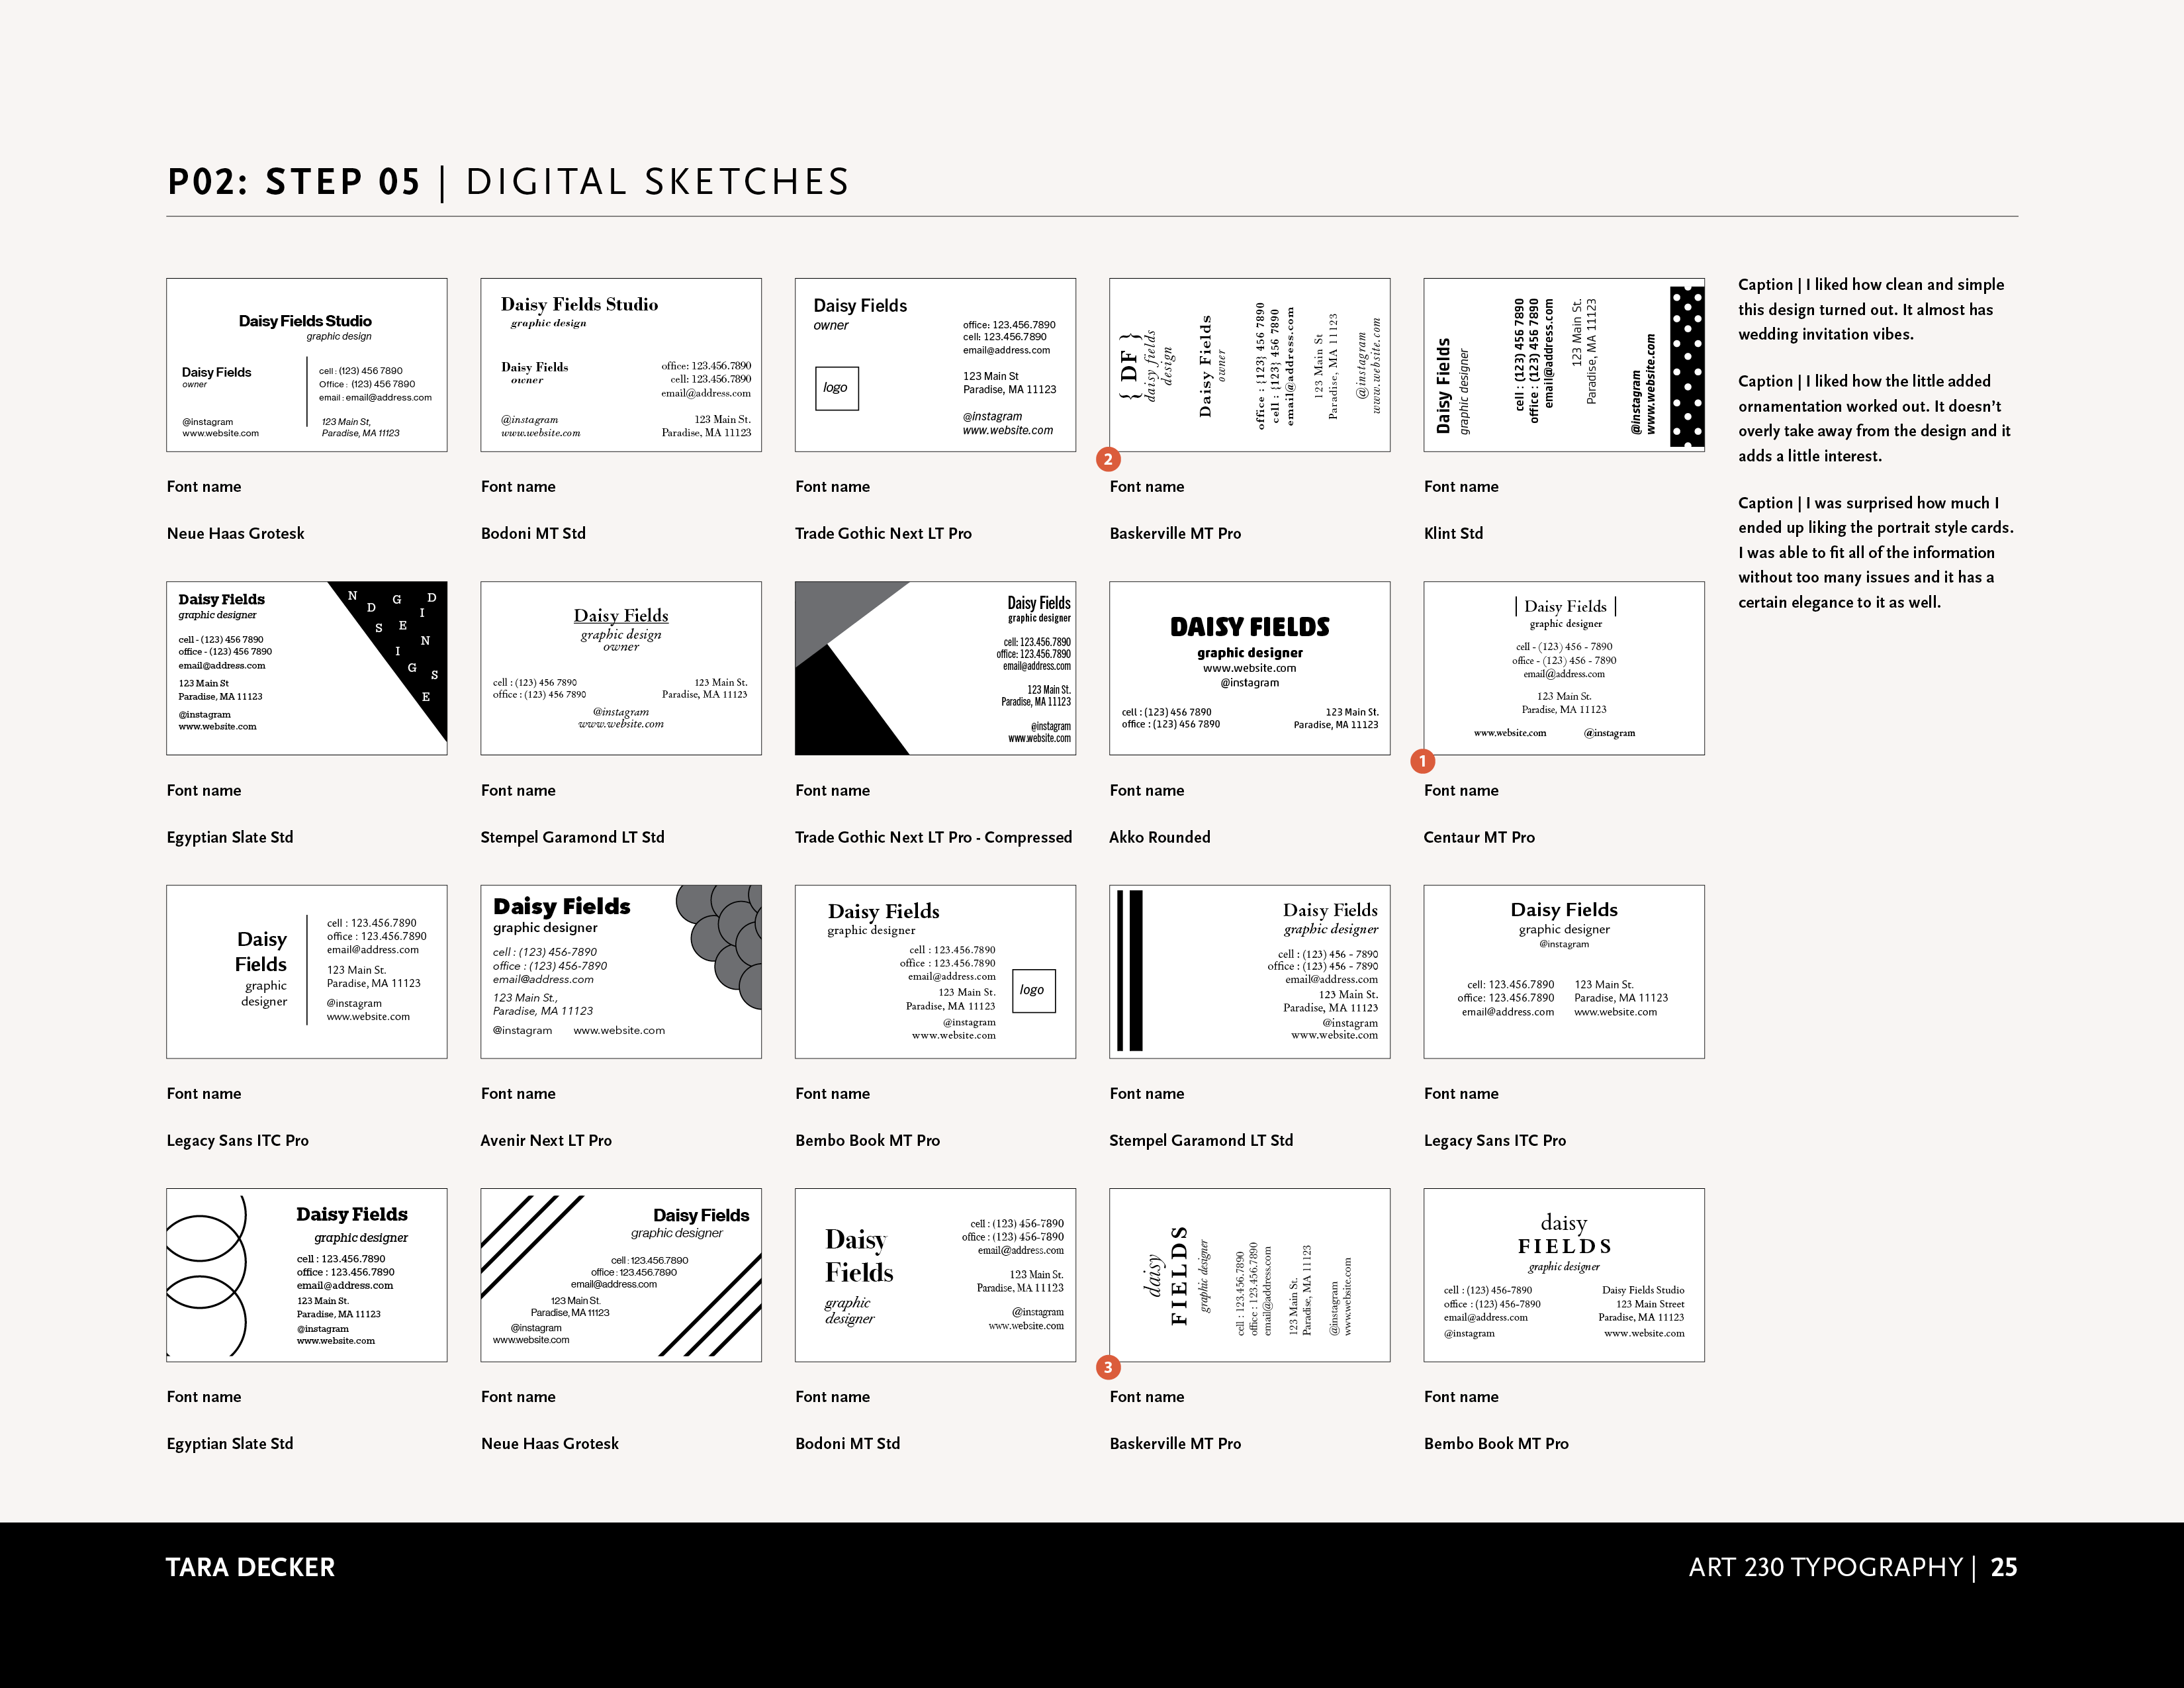 P02: STEP 05 | DIGITAL SKETCHES
Daisy Fields Studio
graphic design
Daisy Fields
owner
@instagram
www.website.com
cell : (123) 456 7890
Office : (123) 456 7890
email : email@address.com
123 Main St,
Paradise, MA 11123
Font name
Neue Haas Grotesk
Daisy Fields Studio
graphic design
Daisy Fields
owner
@instagram
www.website.com
office: 123.456.7890
cell: 123.456.7890
email@address.com
123 Main St.
Paradise, MA 11123
Font name
Bodoni MT Std
Daisy Fields
owner
logo
office: 123.456.7890
cell: 123.456.7890
email@address.com
123 Main St
Paradise, MA 11123
@instagram
www.website.com
Font name
Trade Gothic Next LT Pro
{ DF }
daisy fields
design
Daisy Fields
owner
office : {123} 456 7890
cell : {123} 456 7890
email@address.com
123 Main St
Paradise, MA 11123
@instagram
www.website.com
2
Font name
Baskerville MT Pro
Daisy Fields
graphic designer
cell : (123) 456 7890
office : (123) 456 7890
email@address.com
123 Main St.
Paradise, MA 11123
@instagram
www.website.com
Font name
Klint Std
Caption | I liked how clean and simple
this design turned out. It almost has
wedding invitation vibes.
Caption | I liked how the little added
ornamentation worked out. It doesn't
overly take away from the design and it
adds a little interest.
Caption | I was surprised how much I
ended up liking the portrait style cards.
I was able to fit all of the information
without too many issues and it has a
certain elegance to it as well.
Daisy Fields
graphic designer
cell - (123) 456 7890
office - (123) 456 7890
email@address.com
123 Main St
Paradise, MA 11123
@instagram
www.website.com
N D G D
I
S E
N
I
G S
E
Font name
Egyptian Slate Std
Daisy Fields
graphic design
owner
cell : (123) 456 7890
office : (123) 456 7890
123 Main St.
Paradise, MA 11123
@instagram
www.website.com
Font name
Stempel Garamond LT Std
Daisy Fields
graphic designer
cell: 123.456.7890
office: 123.456.7890
email@address.com
123 Main St.
Paradise, MA 11123
@instagram
www.website.com
Font name
Trade Gothic Next LT Pro - Compressed
DAISY FIELDS
graphic designer
www.website.com
@instagram
cell : (123) 456 7890
office : (123) 456 7890
123 Main St.
Paradise, MA 11123
Font name
Akko Rounded
| Daisy Fields |
graphic designer
cell - (123) 456 - 7890
office - (123) 456 - 7890
email@address.com
123 Main St.
Paradise, MA 11123
www.website.com @instagram
1
Font name
Centaur MT Pro
Daisy
Fields
graphic
designer
cell : 123.456.7890
office : 123.456.7890
email@address.com
123 Main St.
Paradise, MA 11123
@instagram
www.website.com
Font name
Legacy Sans ITC Pro
Daisy Fields
graphic designer
cell : (123) 456-7890
office : (123) 456-7890
email@address.com
123 Main St.,
Paradise, MA 11123
@instagram www.website.com
Font name
Avenir Next LT Pro
Daisy Fields
graphic designer
cell : 123.456.7890
office : 123.456.7890
email@address.com
123 Main St.
Paradise, MA 11123
@instagram
www.website.com
logo
Font name
Bembo Book MT Pro
Daisy Fields
graphic designer
cell : (123) 456 - 7890
office : (123) 456 - 7890
email@address.com
123 Main St.
Paradise, MA 11123
@instagram
www.website.com
Font name
Stempel Garamond LT Std
Daisy Fields
graphic designer
@instagram
cell: 123.456.7890
office: 123.456.7890
email@address.com
123 Main St.
Paradise, MA 11123
www.website.com
Font name
Legacy Sans ITC Pro
Daisy Fields
graphic designer
cell : 123.456.7890
office : 123.456.7890
email@address.com
123 Main St.
Paradise, MA 11123
@instagram
www.website.com
Font name
Egyptian Slate Std
Daisy Fields
graphic designer
cell : 123.456.7890
office : 123.456.7890
email@address.com
123 Main St.
Paradise, MA 11123
@instagram
www.website.com
Font name
Neue Haas Grotesk
Daisy
Fields
graphic
designer
cell : (123) 456-7890
office : (123) 456-7890
email@address.com
123 Main St.
Paradise, MA 11123
@instagram
www.website.com
Font name
Bodoni MT Std
daisy
FIELDS
graphic designer
cell : 123.456.7890
office : 123.456.7890
email@address.com
123 Main St.
Paradise, MA 11123
@instagram
www.website.com
3
Font name
Baskerville MT Pro
daisy
FIELDS
graphic designer
cell : (123) 456-7890
office : (123) 456-7890
email@address.com
@instagram
Daisy Fields Studio
123 Main Street
Paradise, MA 11123
www.website.com
Font name
Bembo Book MT Pro
TARA DECKER
ART 230 TYPOGRAPHY | 25